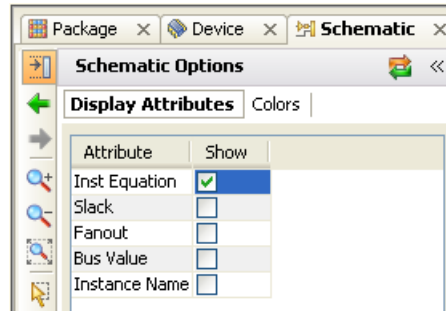 Package Device Schematic
Schematic Options
Display Attributes Colors
Attribute Show
Inst Equation
Slack
Fanout
Bus Value
Instance Name